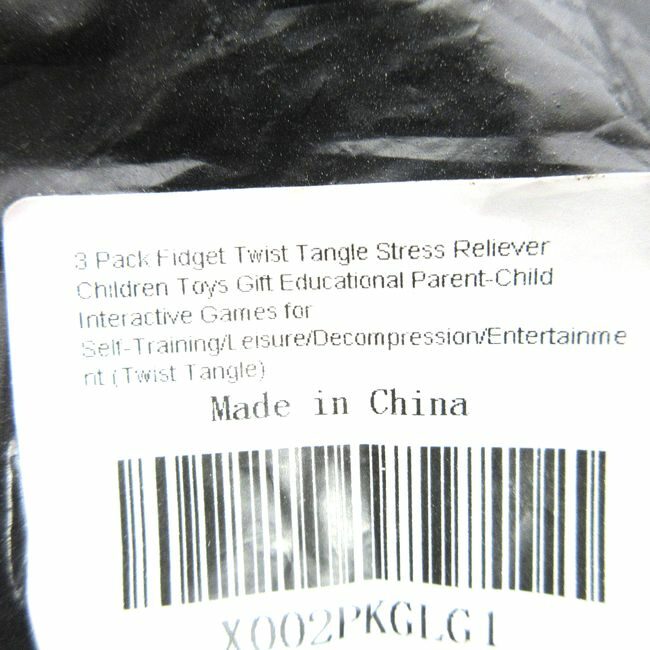 3 Pack Fidget Twist Tangle Stress Reliever
Children Toys Gift Educational Parent-Child
Interactive Games for
Self-Training/Leisure/Decompression/Entertainme
nt (Twist Tangle)
Made in China
X002PKGLG1